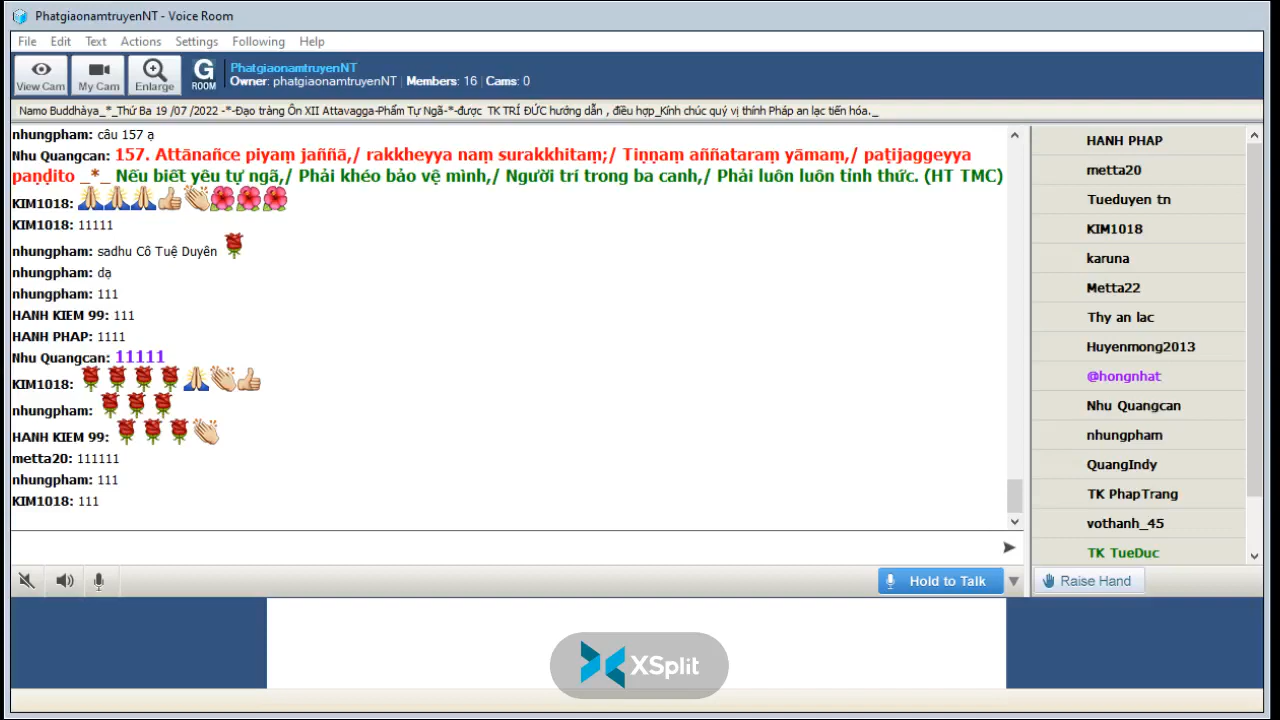 PhatgiaonamtruyenNT - Voice Room
File Edit Text Actions Settings Following Help
View Cam My Cam Enlarge G ROOM
PhatgiaonamtruyenNT
Owner: phatgiaonamtruyenNT | Members: 16 | Cams: 0
Namo Buddhàya_*_Thứ Ba 19 /07 /2022 -*-Đạo tràng Ôn XII Attavagga-Phẩm Tự Ngã-*-được TK TRÍ ĐỨC hướng dẫn , điều hợp_Kính chúc quý vị thính Pháp an lạc tiến hóa._
nhungpham: câu 157 ạ
Nhu Quangcan: 157. Attānañce piyaṃ jaññā,/ rakkheyya naṃ surakkhitaṃ;/ Tiṇṇaṃ aññataraṃ yāmaṃ,/ paṭijaggeyya
paṇḍito _*_ Nếu biết yêu tự ngã,/ Phải khéo bảo vệ mình,/ Người trí trong ba canh,/ Phải luôn luôn tỉnh thức. (HT TMC)
KIM1018:
KIM1018: 11111
nhungpham: sadhu Cô Tuệ Duyên
nhungpham: dạ
nhungpham: 111
HANH KIEM 99: 111
HANH PHAP: 1111
Nhu Quangcan: 11111
KIM1018:
nhungpham:
HANH KIEM 99:
metta20: 111111
nhungpham: 111
KIM1018: 111
HANH PHAP
metta20
Tueduyen tn
KIM1018
karuna
Metta22
Thy an lac
Huyenmong2013
@hongnhat
Nhu Quangcan
nhungpham
QuangIndy
TK PhapTrang
vothanh_45
TK TueDuc
Hold to Talk
Raise Hand
XSplit